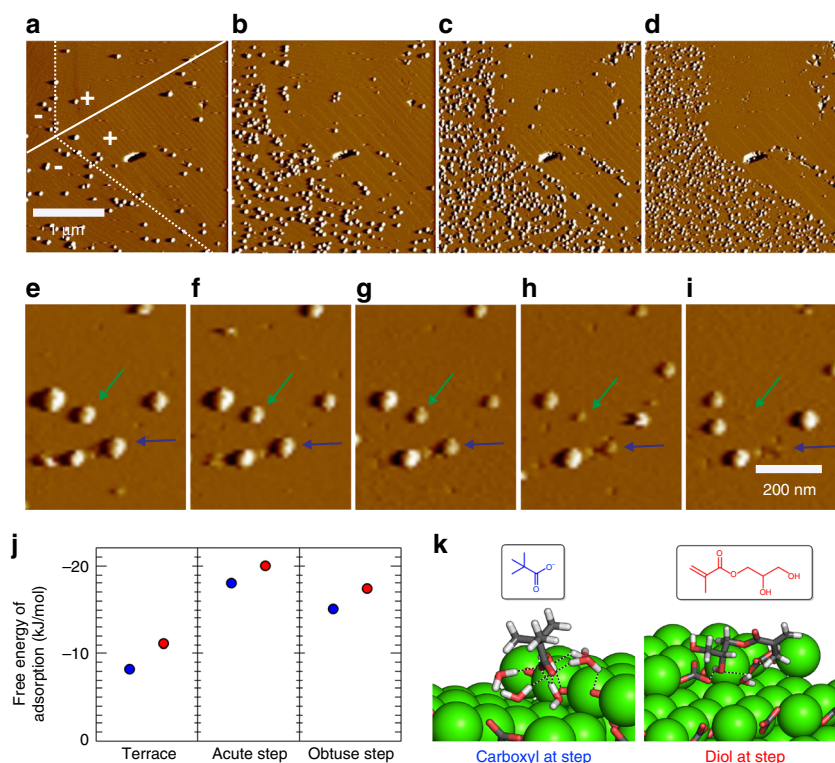 a
b
c
d
+
-
+
-
1 μm
e
f
g
h
i
200 nm
j
k
Free energy of
adsorption (kJ/mol)
–20
–10
0
Terrace
Acute step
Obtuse step
O⁻
O
O
O
OH
OH
Carboxyl at step
Diol at step